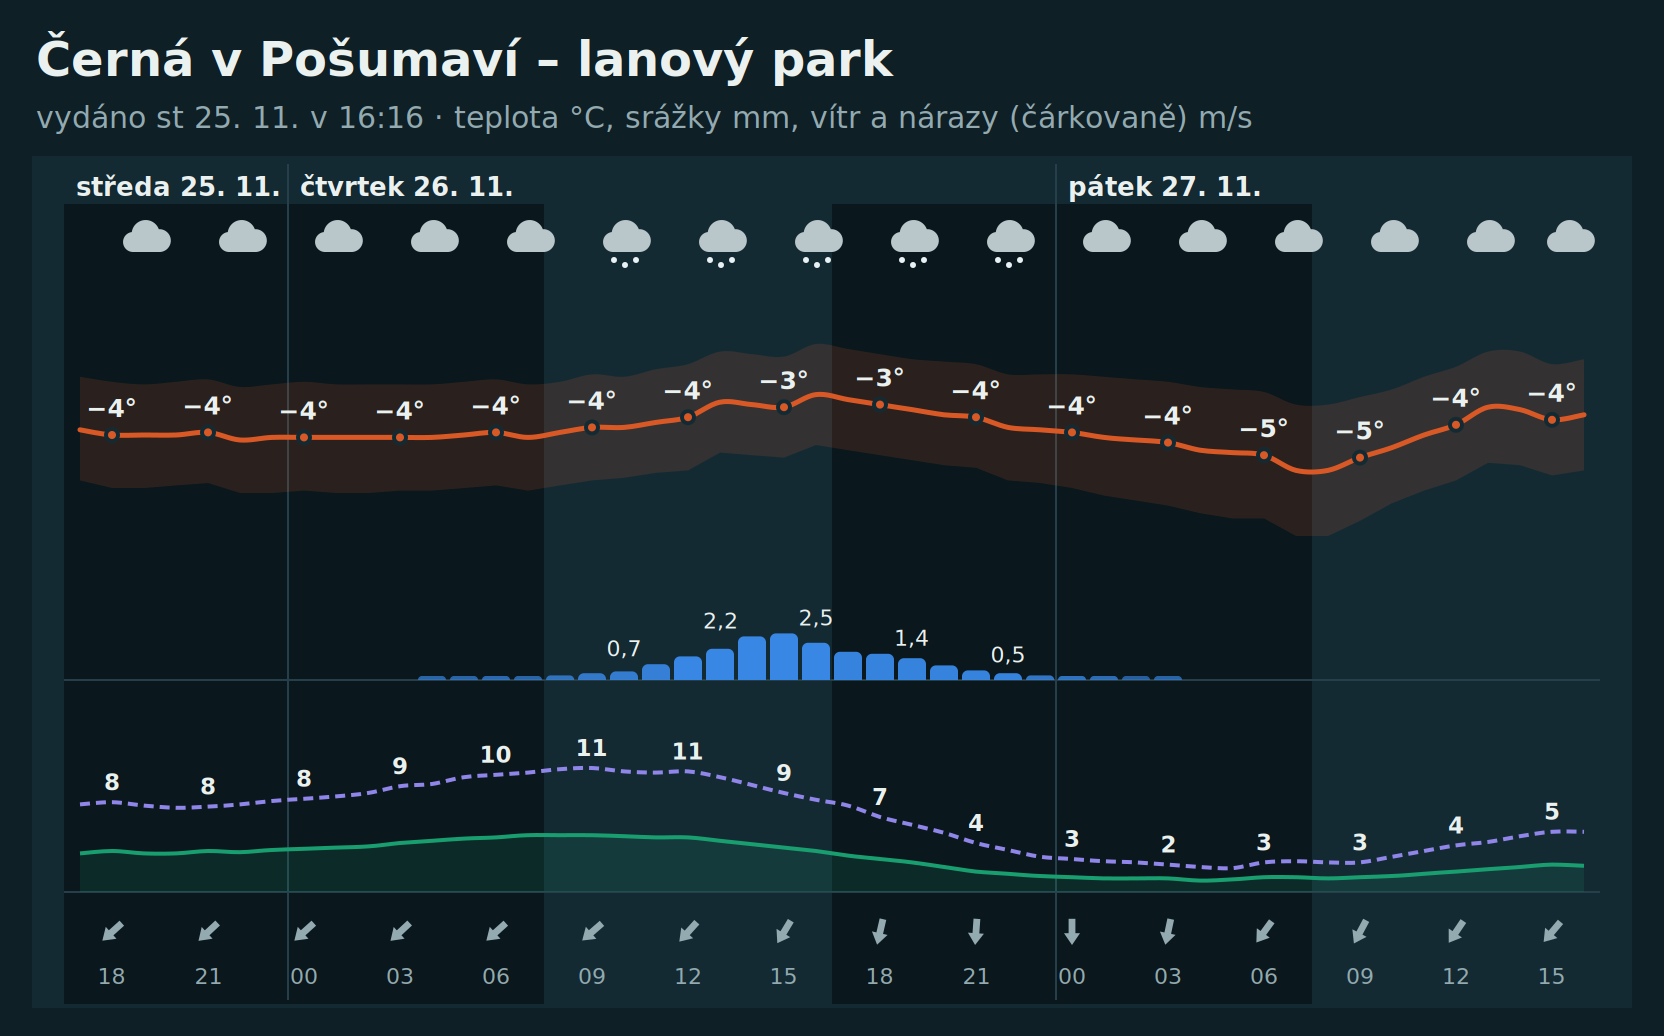 Černá v Pošumaví – lanový park
vydáno st 25. 11. v 16:16 · teplota °C, srážky mm, vítr a nárazy (čárkovaně) m/s
středa 25. 11. čtvrtek 26. 11. pátek 27. 11.
−4° −4° −4° −4° −4° −4° −4° −3° −3° −4° −4° −4° −5° −5° −4° −4°
0,7 2,2 2,5 1,4 0,5
8 8 8 9 10 11 11 9 7 4 3 2 3 3 4 5
18 21 00 03 06 09 12 15 18 21 00 03 06 09 12 15